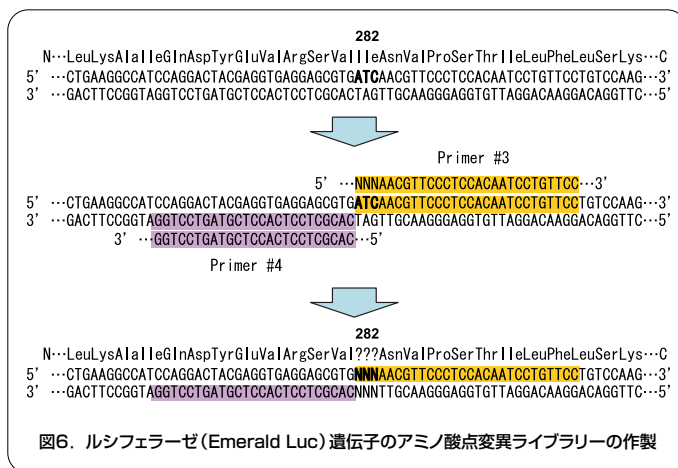 282
N…LeuLysAlaIleGlnAspTyrGluValArgSerValIleAsnValProSerThrIleLeuPheLeuSerLys…C
5’ …CTGAAGGCCATCCAGGACTACGAGGTGAGGAGCGTGATCAACGTTCCCTCCACAATCCTGTTCCTGTCCAAG…3’
3’ …GACTTCCGGTAGGTCCTGATGCTCCACTCCTCGCACTAGTTGCAAGGGAGGTGTTAGGACAAGGACAGGTTC…5’
Primer #3
5’ …NNNAACGTTCCCTCCACAATCCTGTTCC…3’
5’ …CTGAAGGCCATCCAGGACTACGAGGTGAGGAGCGTGATCAACGTTCCCTCCACAATCCTGTTCCTGTCCAAG…3’
3’ …GACTTCCGGTAGGTCCTGATGCTCCACTCCTCGCACTAGTTGCAAGGGAGGTGTTAGGACAAGGACAGGTTC…5’
3’ …GGTCCTGATGCTCCACTCCTCGCAC…5’
Primer #4
282
N…LeuLysAlaIleGlnAspTyrGluValArgSerVal???AsnValProSerThrIleLeuPheLeuSerLys…C
5’ …CTGAAGGCCATCCAGGACTACGAGGTGAGGAGCGTGNNNAACGTTCCCTCCACAATCCTGTTCCTGTCCAAG…3’
3’ …GACTTCCGGTAGGTCCTGATGCTCCACTCCTCGCACNNNTTGCAAGGGAGGTGTTAGGACAAGGACAGGTTC…5’
図6．ルシフェラーゼ(Emerald Luc)遺伝子のアミノ酸点変異ライブラリーの作製